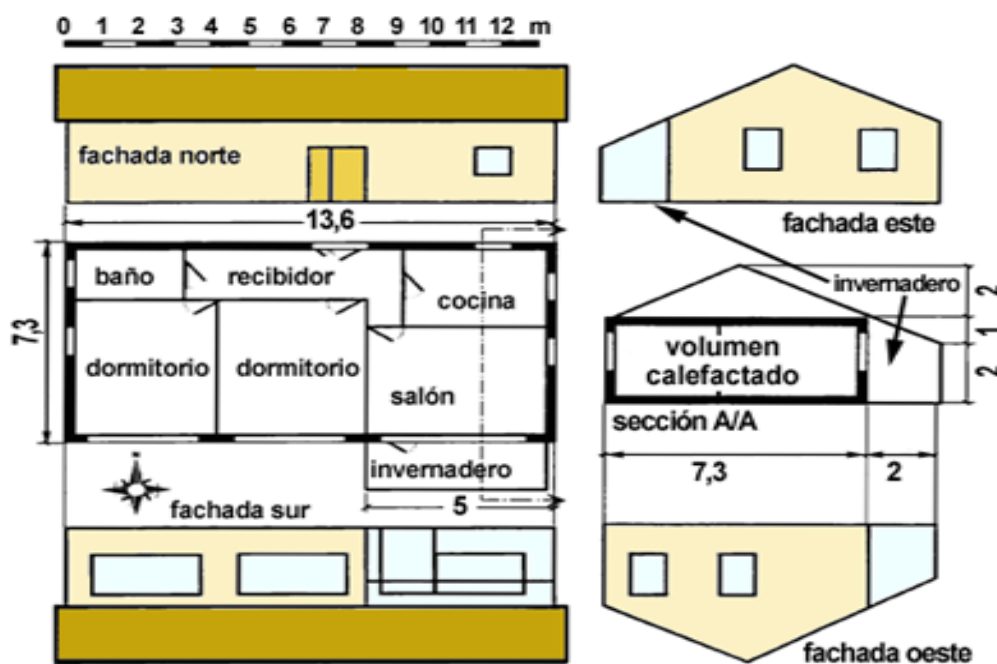 0 1 2 3 4 5 6 7 8 9 10 11 12 m
fachada norte
13,6
fachada este
baño
recibidor
cocina
invernadero
7,3
2
1
2
dormitorio
dormitorio
salón
volumen
calefactado
sección A/A
invernadero
7,3
2
5
fachada sur
fachada oeste